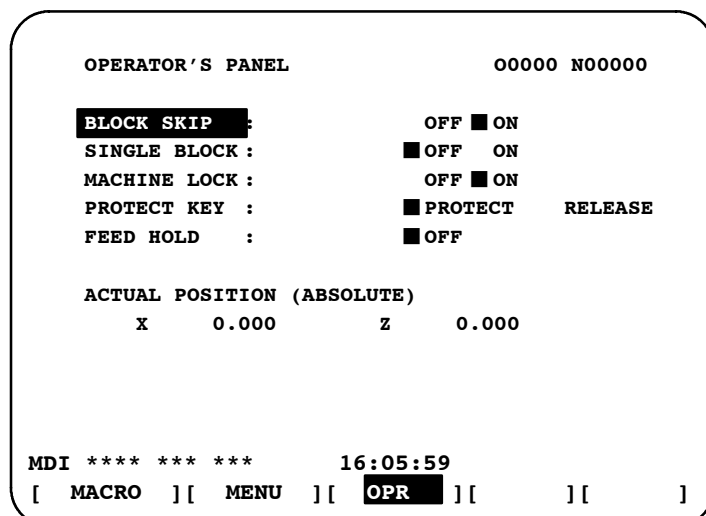 OPERATOR'S PANEL O0000 N00000
BLOCK SKIP : OFF ■ ON
SINGLE BLOCK : ■ OFF ON
MACHINE LOCK : OFF ■ ON
PROTECT KEY : ■ PROTECT RELEASE
FEED HOLD : ■ OFF
ACTUAL POSITION (ABSOLUTE)
X 0.000 Z 0.000
MDI **** *** *** 16:05:59
[ MACRO ][ MENU ][ OPR ][ ][ ]